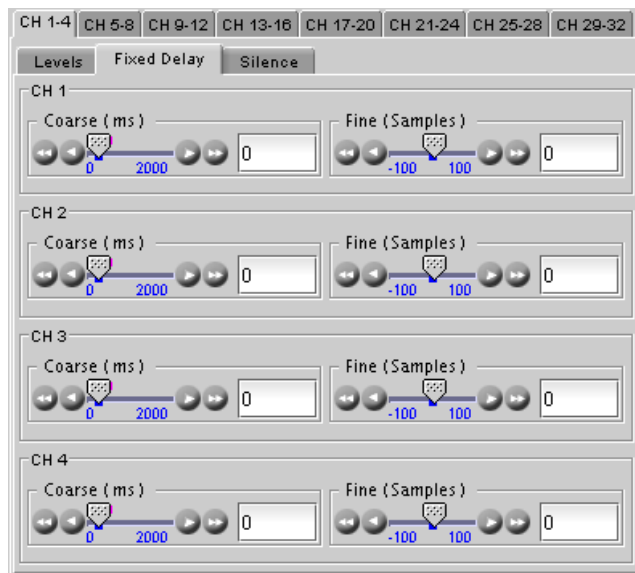 CH 1-4 CH 5-8 CH 9-12 CH 13-16 CH 17-20 CH 21-24 CH 25-28 CH 29-32
Levels Fixed Delay Silence
CH 1
Coarse (ms) Fine (Samples)
0 0
0 2000 -100 100
CH 2
Coarse (ms) Fine (Samples)
0 0
0 2000 -100 100
CH 3
Coarse (ms) Fine (Samples)
0 0
0 2000 -100 100
CH 4
Coarse (ms) Fine (Samples)
0 0
0 2000 -100 100